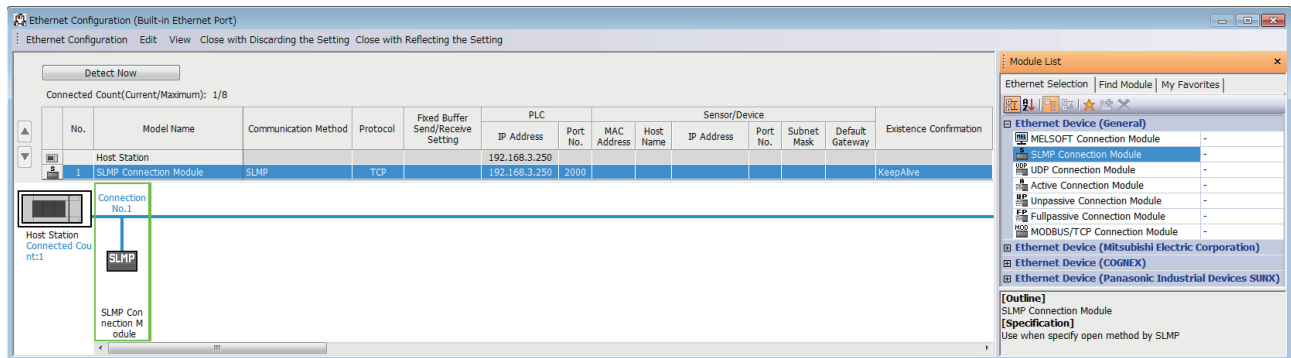 Ethernet Configuration (Built-in Ethernet Port)
Ethernet Configuration Edit View Close with Discarding the Setting Close with Reflecting the Setting
Detect Now
Connected Count(Current/Maximum): 1/8
No. Model Name Communication Method Protocol Fixed Buffer Send/Receive Setting PLC Sensor/Device Existence Confirmation
IP Address Port No. MAC Address Host Name IP Address Port No. Subnet Mask Default Gateway
Host Station 192.168.3.250
1 SLMP Connection Module SLMP TCP 192.168.3.250 2000 KeepAlive
Connection
No.1
Host Station
Connected Cou
nt:1
SLMP
SLMP Con
nection M
odule
Module List
Ethernet Selection Find Module My Favorites
Ethernet Device (General)
MELSOFT Connection Module -
SLMP Connection Module -
UDP Connection Module -
Active Connection Module -
Unpassive Connection Module -
Fullpassive Connection Module -
MODBUS/TCP Connection Module -
Ethernet Device (Mitsubishi Electric Corporation)
Ethernet Device (COGNEX)
Ethernet Device (Panasonic Industrial Devices SUNX)
[Outline]
SLMP Connection Module
[Specification]
Use when specify open method by SLMP